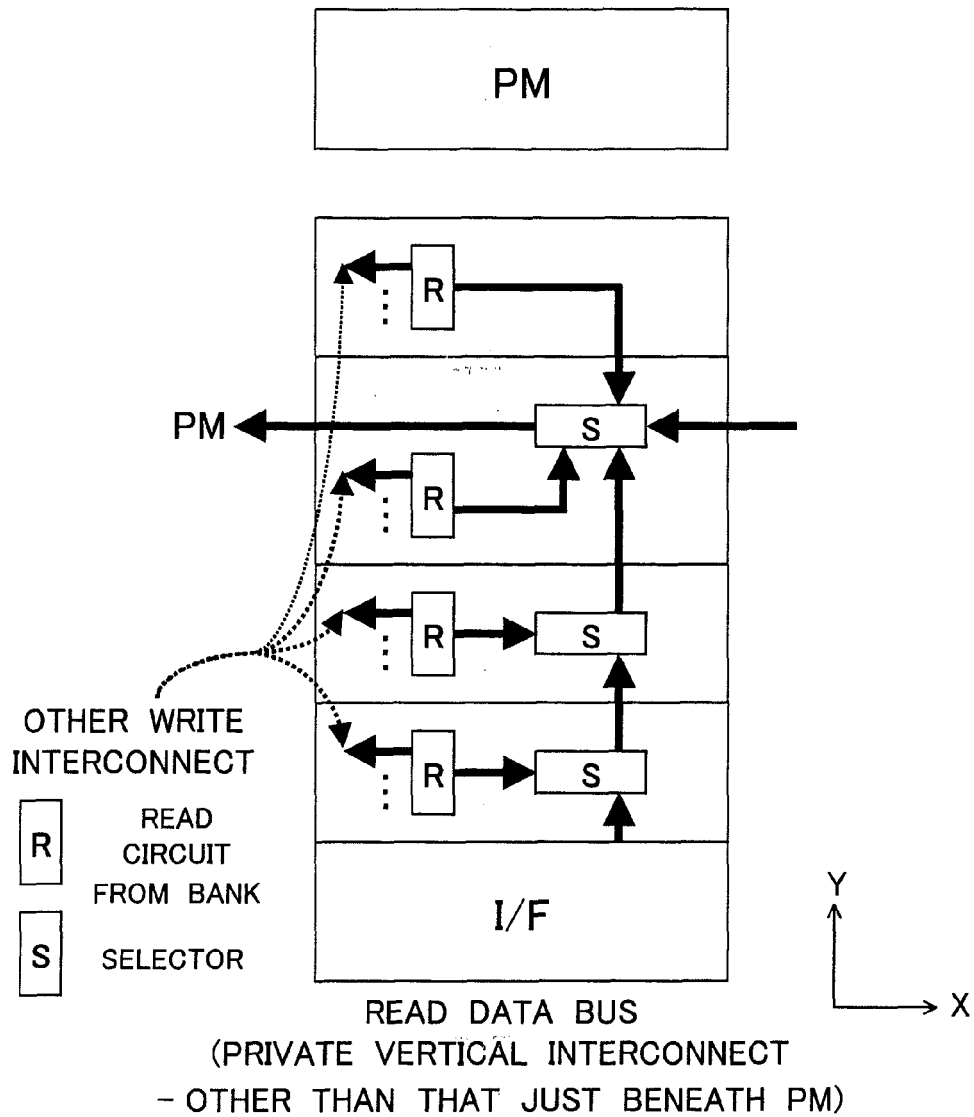 PM
R
PM
S
R
R
S
OTHER WRITE
INTERCONNECT
R
S
R
READ
CIRCUIT
FROM BANK
S
SELECTOR
I/F
Y
X
READ DATA BUS
(PRIVATE VERTICAL INTERCONNECT
- OTHER THAN THAT JUST BENEATH PM)